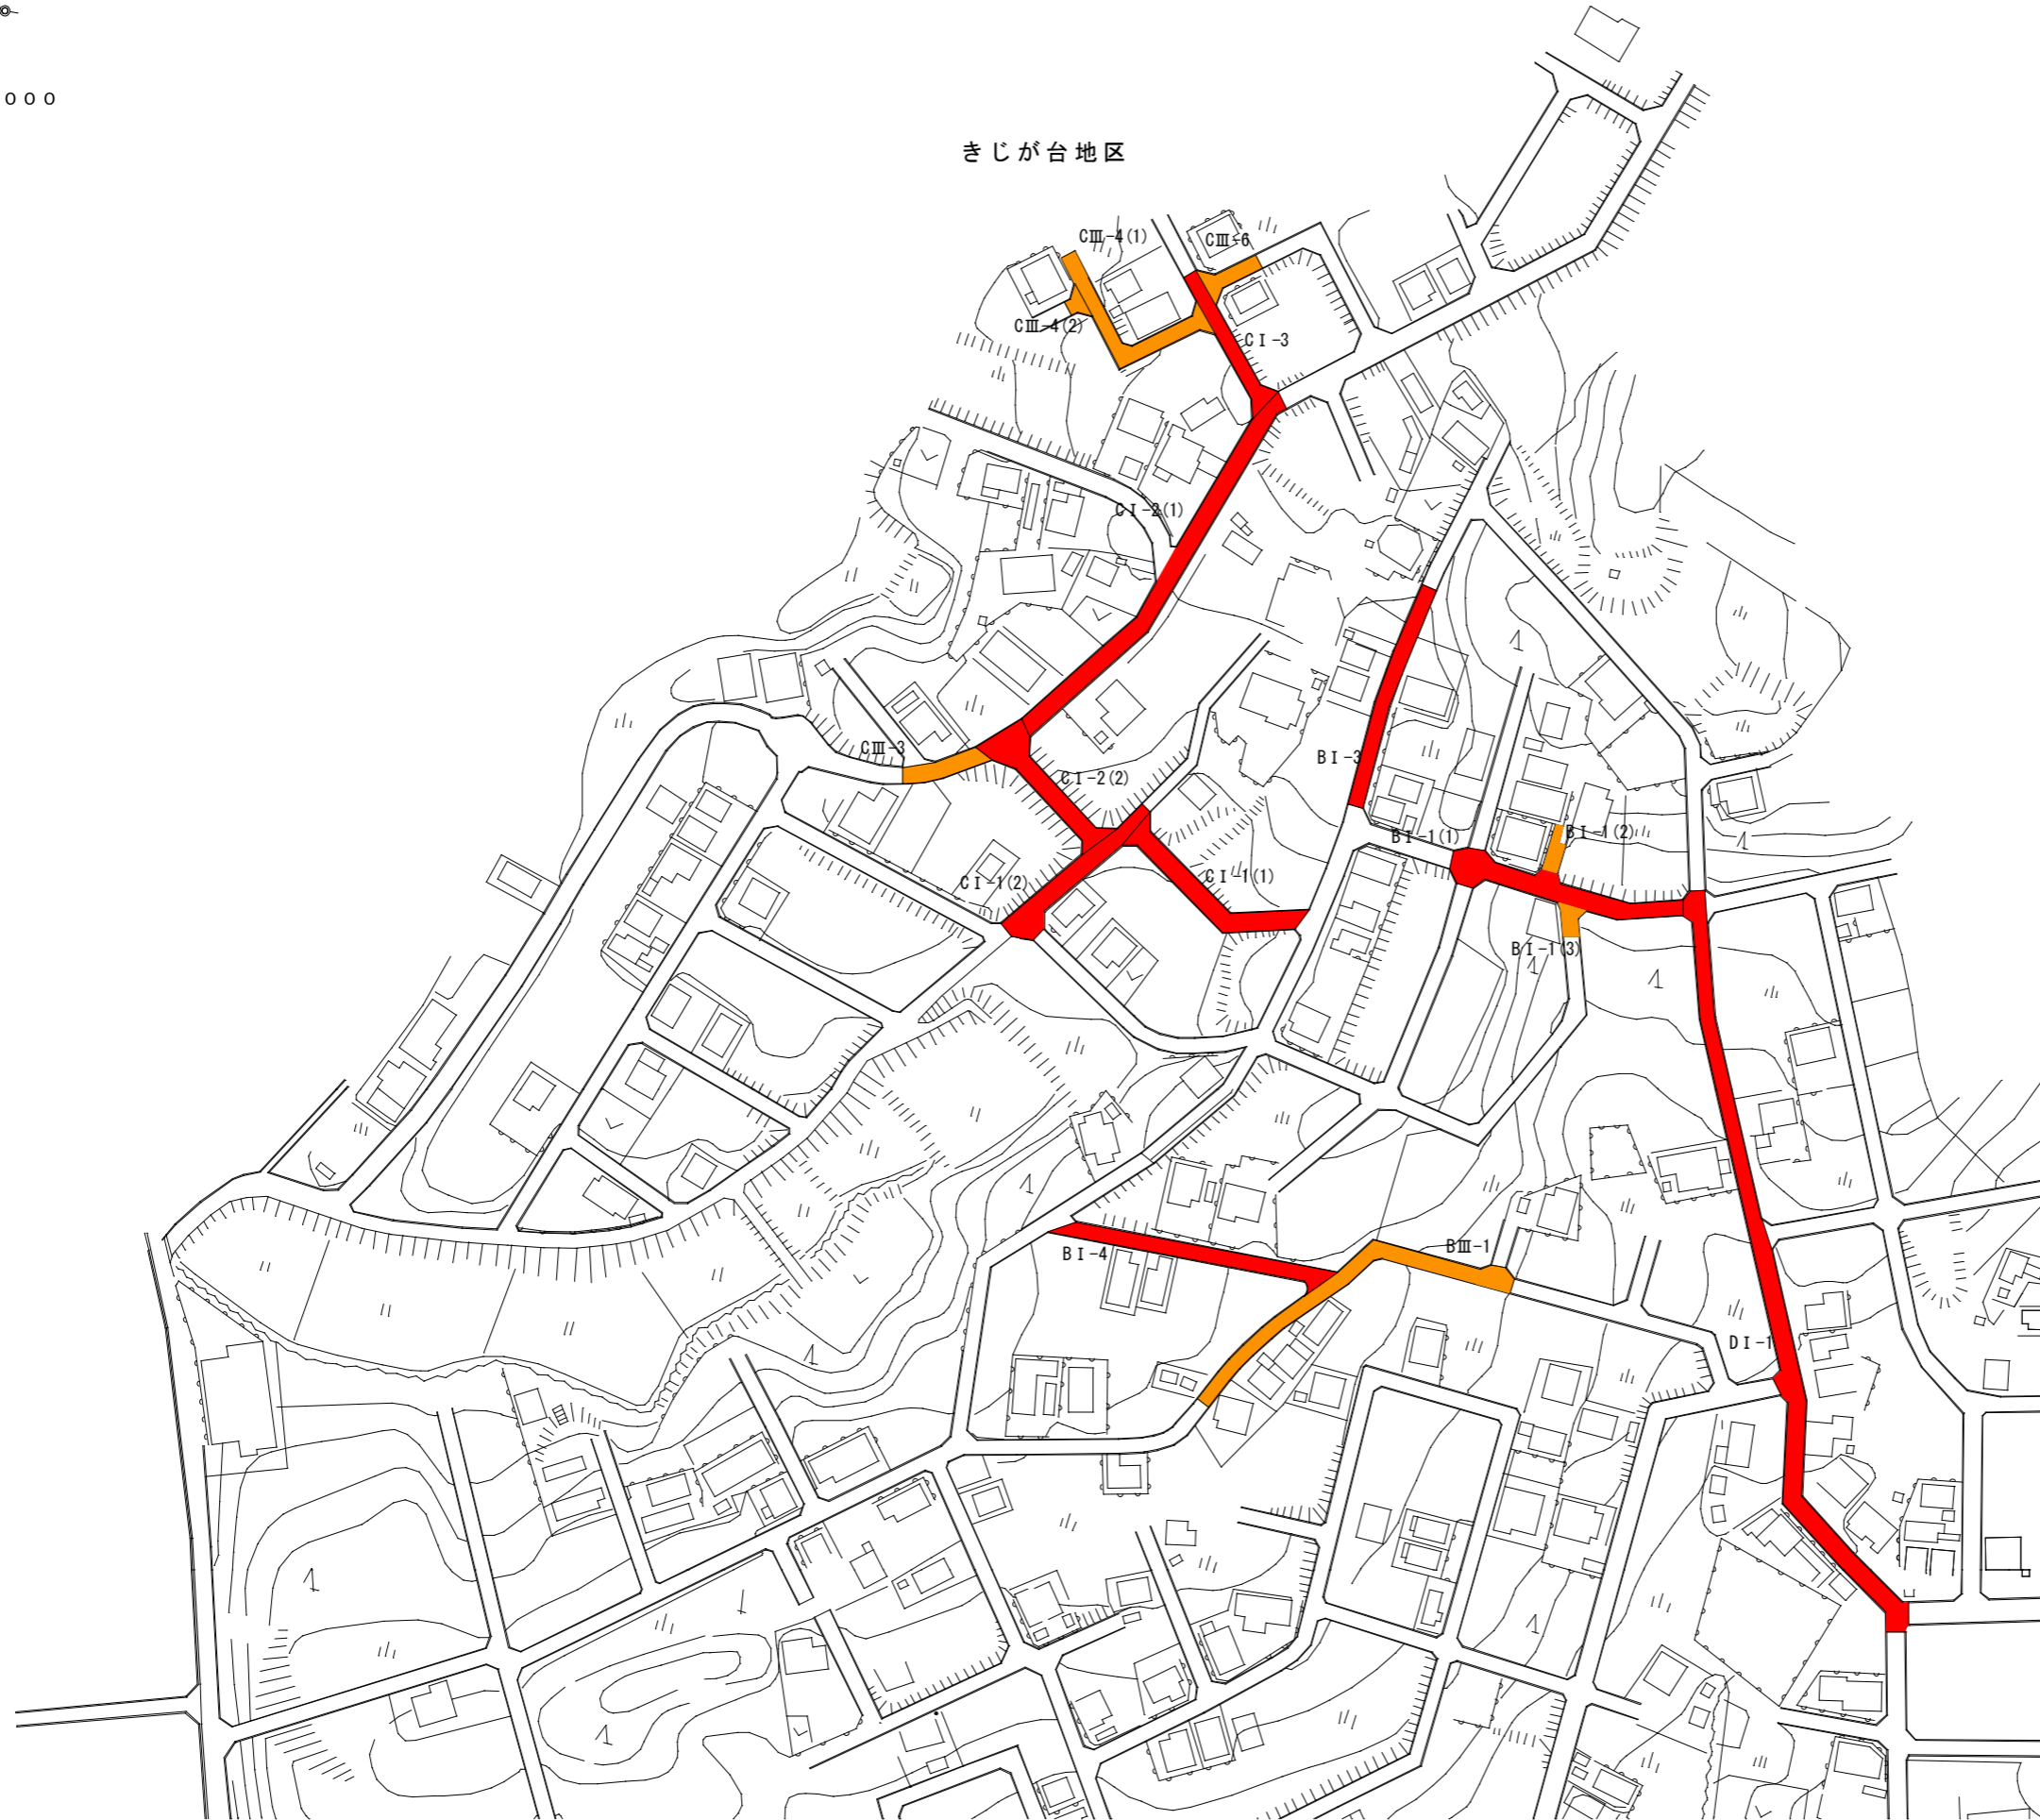 ０００
きじが台地区
CⅢ-4(1)
CⅢ-6
CⅢ-4(2)
CⅠ-3
CⅠ-2(1)
CⅢ-3
CⅠ-2(2)
BⅠ-3
BⅠ-1(1)
BⅠ-1(2)
CⅠ-1(2)
CⅠ-1(1)
BⅠ-1(3)
BⅠ-4
BⅢ-1
DⅠ-1